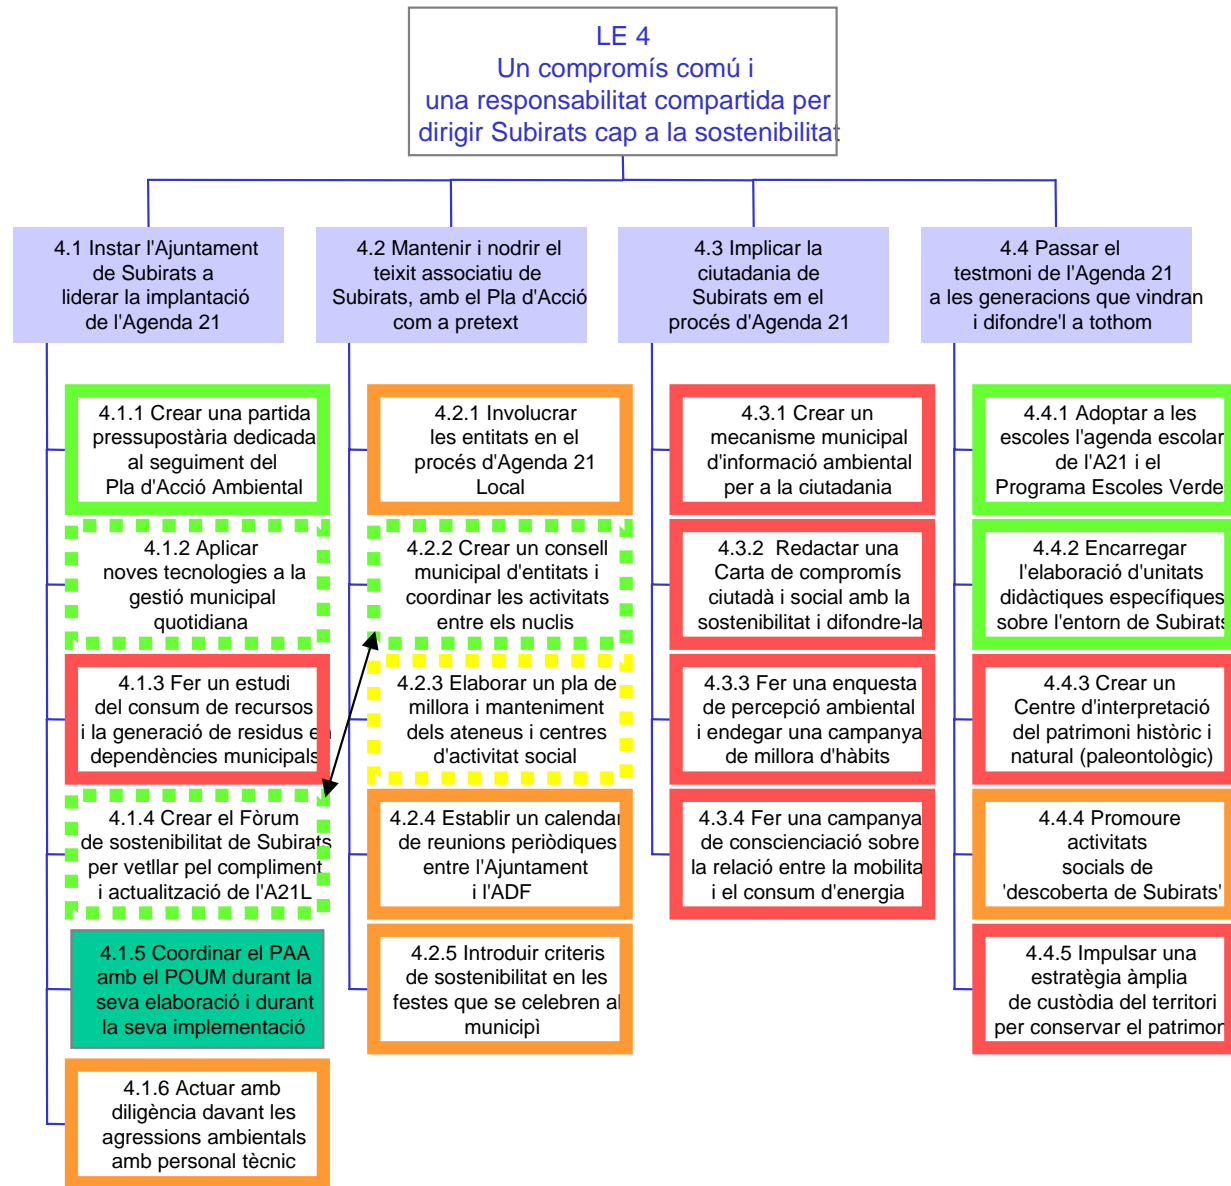 LE 4
Un compromís comú i
una responsabilitat compartida per
dirigir Subirats cap a la sostenibilitat
4.1 Instar l'Ajuntament
de Subirats a
liderar la implantació
de l'Agenda 21
4.2 Mantenir i nodrir el
teixit associatiu de
Subirats, amb el Pla d'Acció
com a pretext
4.3 Implicar la
ciutadania de
Subirats em el
procés d'Agenda 21
4.4 Passar el
testmoni de l'Agenda 21
a les generacions que vindran
i difondre'l a tothom
4.1.1 Crear una partida
pressupostària dedicada
al seguiment del
Pla d'Acció Ambiental
4.1.2 Aplicar
noves tecnologies a la
gestió municipal
quotidiana
4.1.3 Fer un estudi
del consum de recursos
i la generació de residus en
dependències municipals
4.1.4 Crear el Fòrum
de sostenibilitat de Subirats
per vetllar pel compliment
i actualització de l'A21L
4.1.5 Coordinar el PAA
amb el POUM durant la
seva elaboració i durant
la seva implementació
4.1.6 Actuar amb
diligència davant les
agressions ambientals
amb personal tècnic
4.2.1 Involucrar
les entitats en el
procés d'Agenda 21
Local
4.2.2 Crear un consell
municipal d'entitats i
coordinar les activitats
entre els nuclis
4.2.3 Elaborar un pla de
millora i manteniment
dels ateneus i centres
d'activitat social
4.2.4 Establir un calendar
de reunions periòdiques
entre l'Ajuntament
i l'ADF
4.2.5 Introduir criteris
de sostenibilitat en les
festes que se celebren al
municipì
4.3.1 Crear un
mecanisme municipal
d'informació ambiental
per a la ciutadania
4.3.2 Redactar una
Carta de compromís
ciutadà i social amb la
sostenibilitat i difondre-la
4.3.3 Fer una enquesta
de percepció ambiental
i endegar una campanya
de millora d'hàbits
4.3.4 Fer una campanya
de conscienciació sobre
la relació entre la mobilita
i el consum d'energia
4.4.1 Adoptar a les
escoles l'agenda escolar
de l'A21 i el
Programa Escoles Verde
4.4.2 Encarregar
l'elaboració d'unitats
didàctiques específiques
sobre l'entorn de Subirats
4.4.3 Crear un
Centre d'interpretació
del patrimoni històric i
natural (paleontològic)
4.4.4 Promoure
activitats
socials de
'descoberta de Subirats'
4.4.5 Impulsar una
estratègia àmplia
de custòdia del territori
per conservar el patrimon